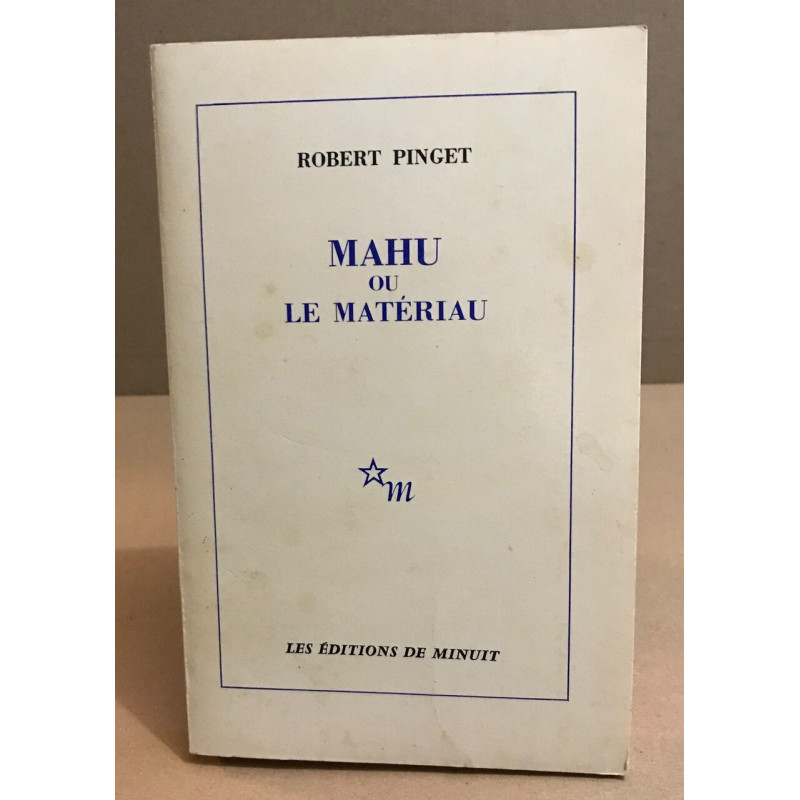 ROBERT PINGET
MAHU
OU
LE MATÉRIAU
m
LES ÉDITIONS DE MINUIT